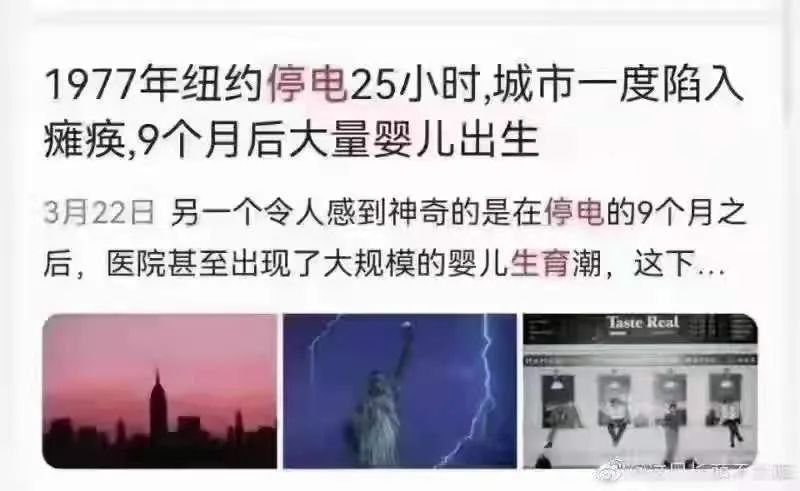 1977年纽约停电25小时,城市一度陷入
瘫痪,9个月后大量婴儿出生
3月22日 另一个令人感到神奇的是在停电的9个月之
后，医院甚至出现了大规模的婴儿生育潮，这下...
Taste Real